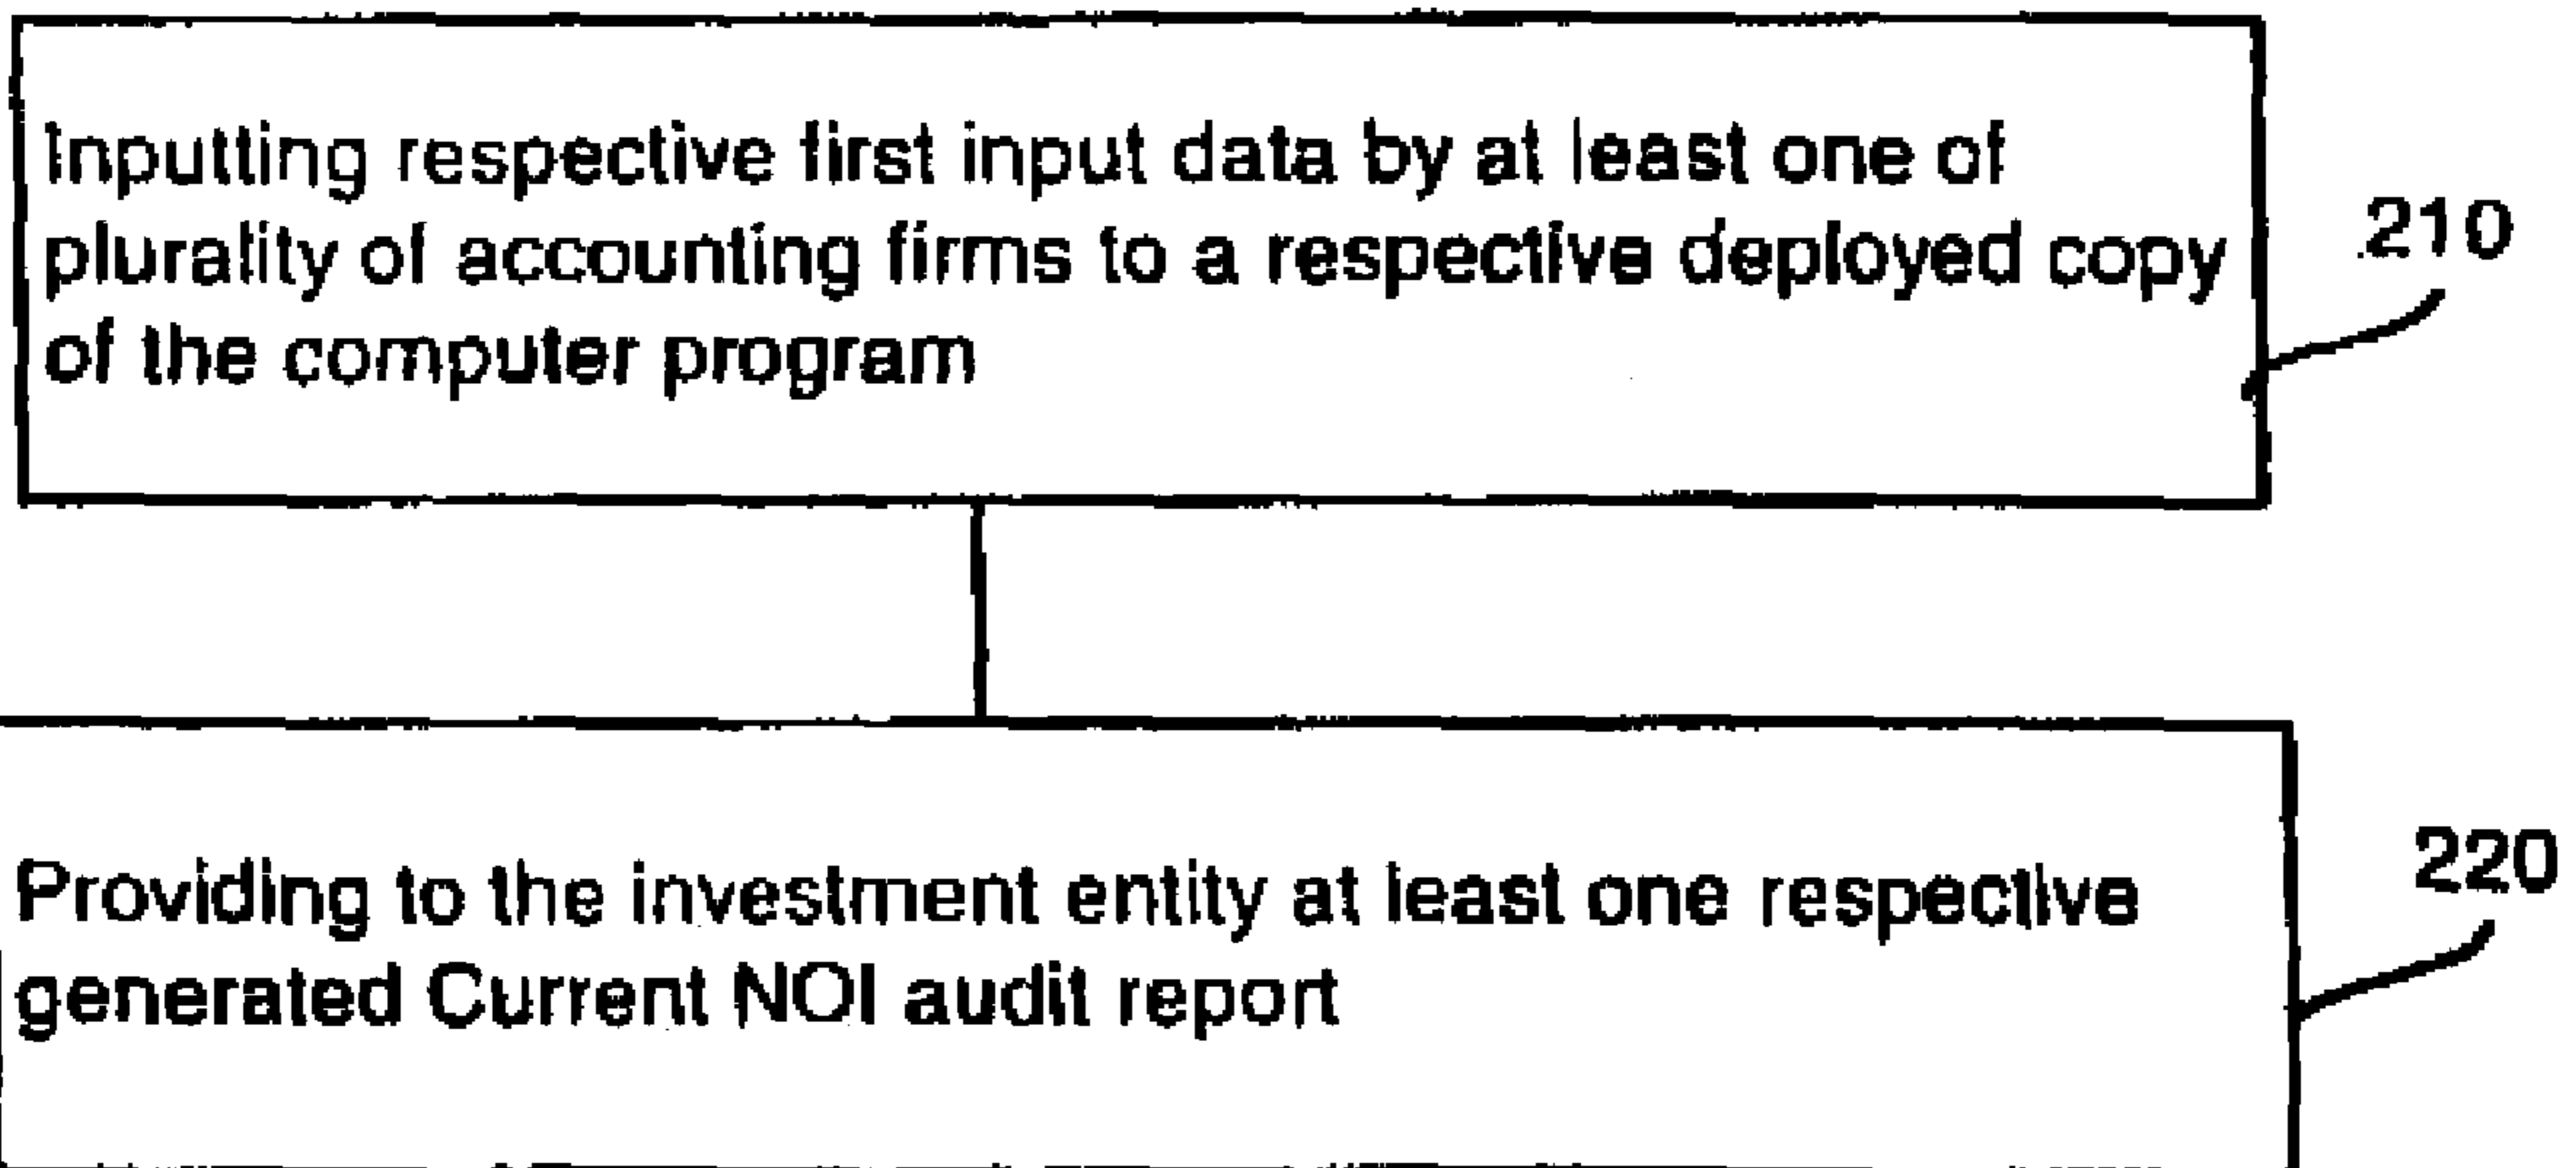 Inputting respective first input data by at least one of
plurality of accounting firms to a respective deployed copy
of the computer program
210
Providing to the investment entity at least one respective
generated Current NOI audit report
220